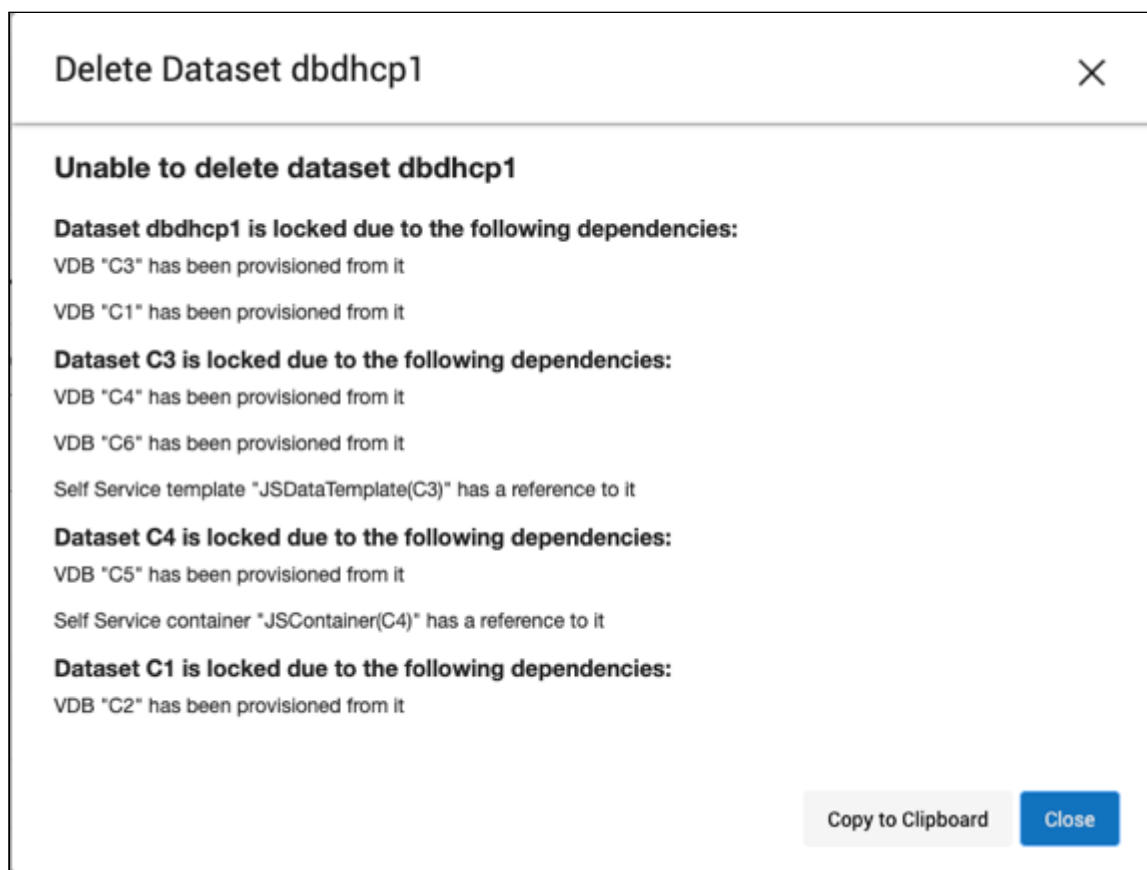 Delete Dataset dbdhcp1
Unable to delete dataset dbdhcp1
Dataset dbdhcp1 is locked due to the following dependencies:
VDB "C3" has been provisioned from it
VDB "C1" has been provisioned from it
Dataset C3 is locked due to the following dependencies:
VDB "C4" has been provisioned from it
VDB "C6" has been provisioned from it
Self Service template "JSDataTemplate(C3)" has a reference to it
Dataset C4 is locked due to the following dependencies:
VDB "C5" has been provisioned from it
Self Service container "JSContainer(C4)" has a reference to it
Dataset C1 is locked due to the following dependencies:
VDB "C2" has been provisioned from it
Copy to Clipboard
Close